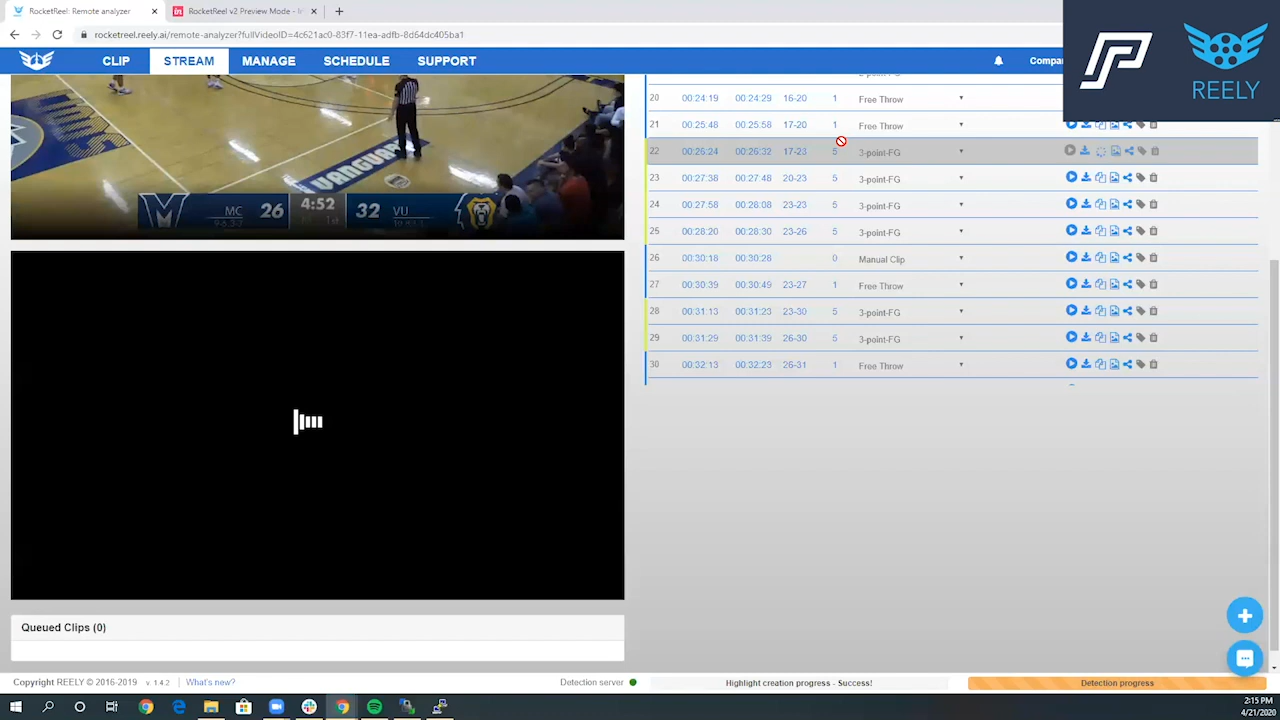 RocketReel: Remote analyzer
RocketReel v2 Preview Mode - In
rocketreel.reely.ai/remote-analyzer?fullVideoID=4c621ac0-83f7-11ea-adfb-8d64dc405ba1
CLIP STREAM MANAGE SCHEDULE SUPPORT
REELY
20 00:24:19 00:24:29 16-20 1 Free Throw
21 00:25:48 00:25:58 17-20 1 Free Throw
22 00:26:24 00:26:32 17-23 5 3-point-FG
23 00:27:38 00:27:48 20-23 5 3-point-FG
24 00:27:58 00:28:08 23-23 5 3-point-FG
25 00:28:20 00:28:30 23-26 5 3-point-FG
26 00:30:18 00:30:28 0 Manual Clip
27 00:30:39 00:30:49 23-27 1 Free Throw
28 00:31:13 00:31:23 23-30 5 3-point-FG
29 00:31:29 00:31:39 26-30 5 3-point-FG
30 00:32:13 00:32:23 26-31 1 Free Throw
VANGUARD
MC 26 4:52 32 VU
Queued Clips (0)
Copyright REELY © 2016-2019 v 1.4.2 What's new?
Detection server
Highlight creation progress - Success!
Detection progress
2:15 PM
4/21/2020